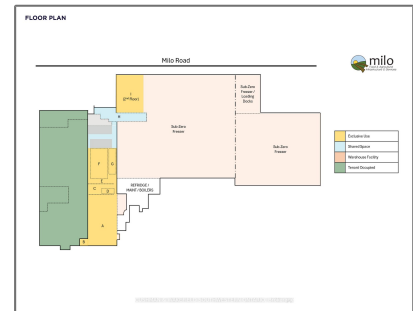 FLOOR PLAN
Milo Road
milo
I
(2nd Floor)
Sub-Zero
Freezer /
Loading
Docks
H
Sub-Zero
Freezer
Sub-Zero
Freezer
Exclusive Use
Shared Space
Warehouse Facility
Tenant Occupied
F
G
E
C
D
REFRIDGE /
MAINT / BOILERS
A
B